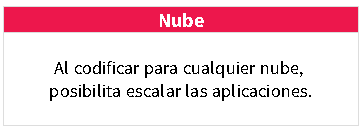 Nube
Al codificar para cualquier nube,
posibilita escalar las aplicaciones.